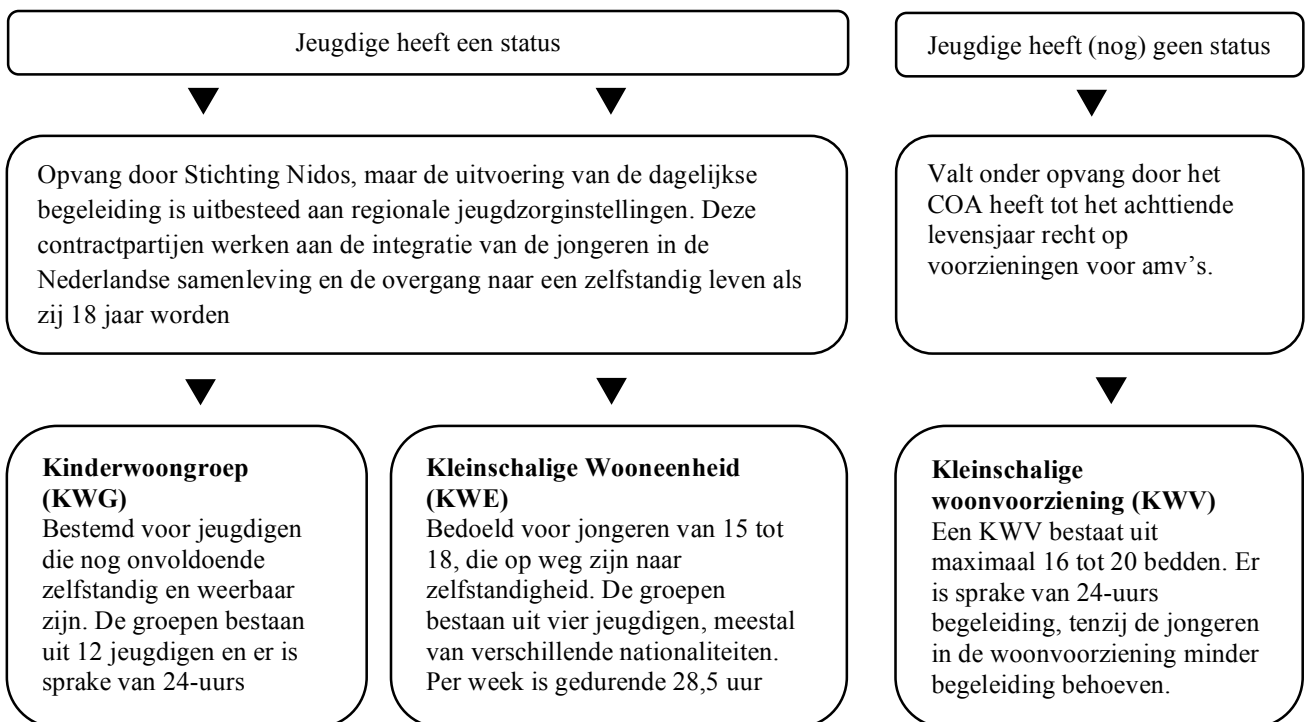 Jeugdige heeft een status
Jeugdige heeft (nog) geen status
Opvang door Stichting Nidos, maar de uitvoering van de dagelijkse
begeleiding is uitbesteed aan regionale jeugdzorginstellingen. Deze
contractpartijen werken aan de integratie van de jongeren in de
Nederlandse samenleving en de overgang naar een zelfstandig leven als
zij 18 jaar worden
Valt onder opvang door het
COA heeft tot het achttiende
levensjaar recht op
voorzieningen voor amv’s.
Kinderwoongroep
(KWG)
Bestemd voor jeugdigen
die nog onvoldoende
zelfstandig en weerbaar
zijn. De groepen bestaan
uit 12 jeugdigen en er is
sprake van 24-uurs
Kleinschalige Wooneenheid
(KWE)
Bedoeld voor jongeren van 15 tot
18, die op weg zijn naar
zelfstandigheid. De groepen
bestaan uit vier jeugdigen, meestal
van verschillende nationaliteiten.
Per week is gedurende 28,5 uur
Kleinschalige
woonvoorziening (KWV)
Een KWV bestaat uit
maximaal 16 tot 20 bedden. Er
is sprake van 24-uurs
begeleiding, tenzij de jongeren
in de woonvoorziening minder
begeleiding behoeven.